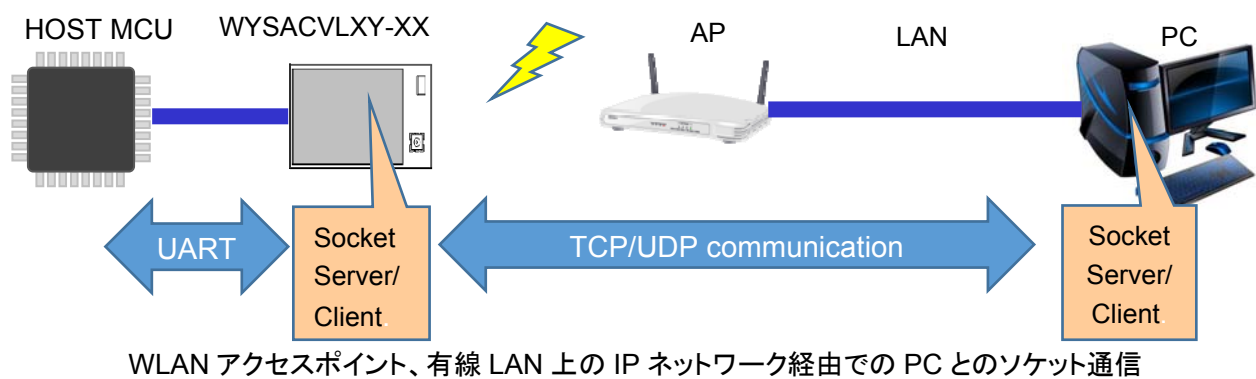 HOST MCU
WYSACVLXY-XX
AP
LAN
PC
UART
Socket
Server/
Client.
TCP/UDP communication
Socket
Server/
Client.
WLAN アクセスポイント、有線 LAN 上の IP ネットワーク経由での PC とのソケット通信